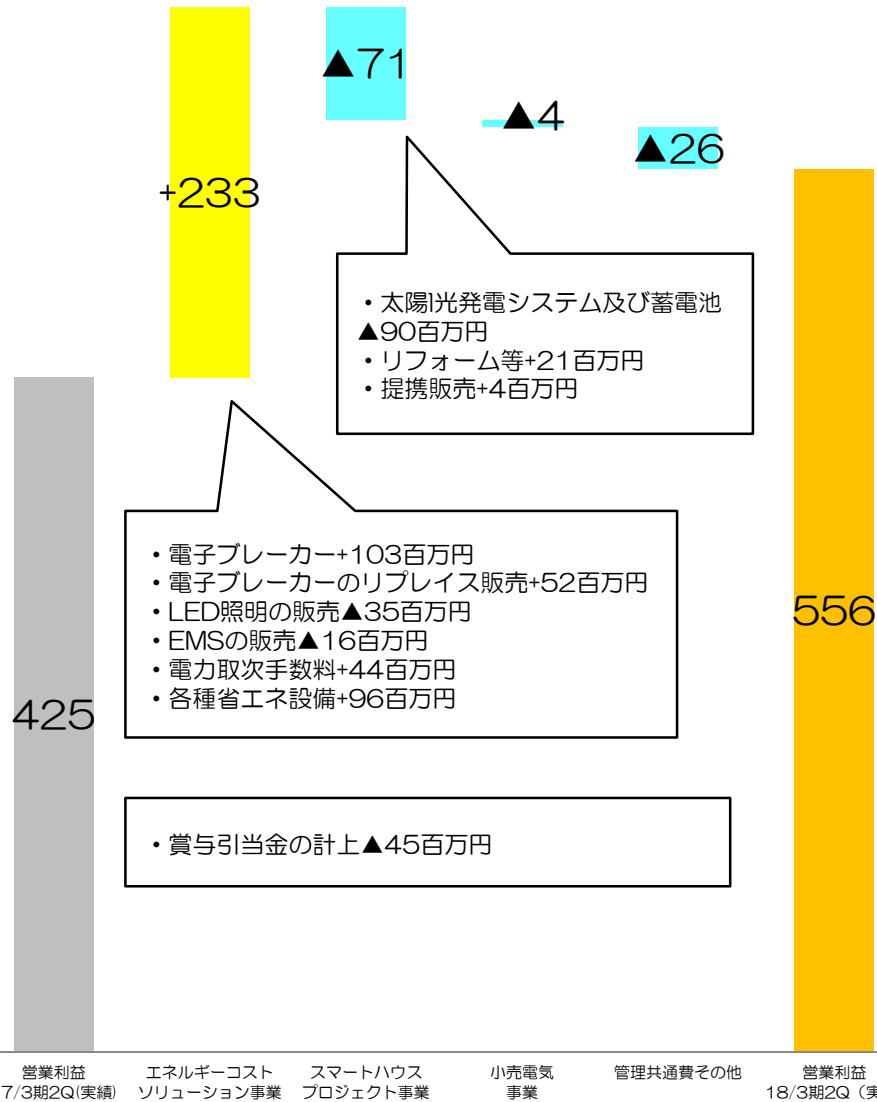 ▲71
▲4
▲26
+233
・太陽光発電システム及び蓄電池
▲90百万円
・リフォーム等+21百万円
・提携販売+4百万円
・電子ブレーカー+103百万円
・電子ブレーカーのリプレイス販売+52百万円
・LED照明の販売▲35百万円
・EMSの販売▲16百万円
・電力取次手数料+44百万円
・各種省エネ設備+96百万円
556
425
・賞与引当金の計上▲45百万円
営業利益
7/3期2Q(実績)
エネルギーコスト
ソリューション事業
スマートハウス
プロジェクト事業
小売電気
事業
管理共通費その他
営業利益
18/3期2Q（実